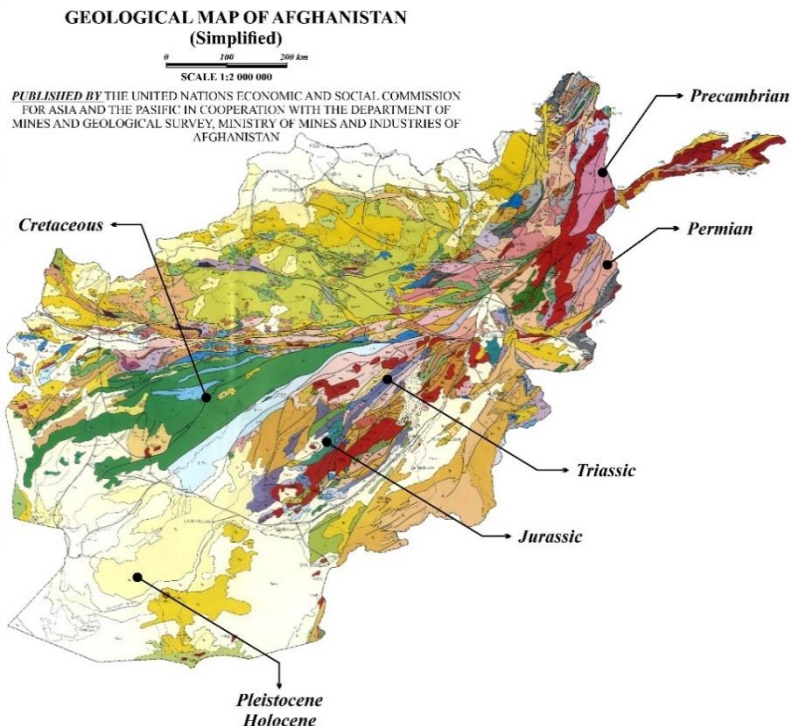 GEOLOGICAL MAP OF AFGHANISTAN
(Simplified)
0 100 200 km
SCALE 1:2 000 000
PUBLISHED BY THE UNITED NATIONS ECONOMIC AND SOCIAL COMMISSION
FOR ASIA AND THE PASIFIC IN COOPERATION WITH THE DEPARTMENT OF
MINES AND GEOLOGICAL SURVEY, MINISTRY OF MINES AND INDUSTRIES OF
AFGHANISTAN
Precambrian
Cretaceous
Permian
Triassic
Jurassic
Pleistocene
Holocene